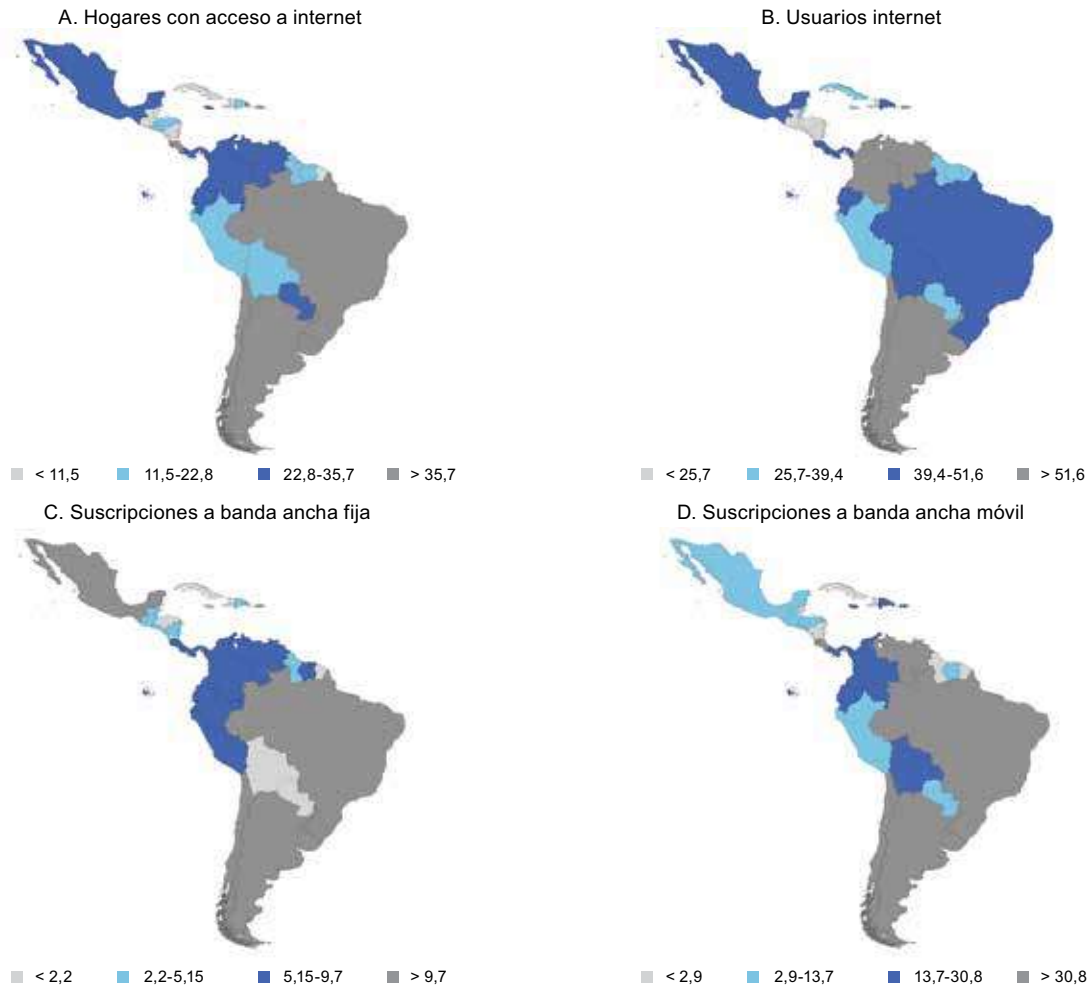 A. Hogares con acceso a internet
B. Usuarios internet
< 11,5 11,5-22,8 22,8-35,7 > 35,7
< 25,7 25,7-39,4 39,4-51,6 > 51,6
C. Suscripciones a banda ancha fija
D. Suscripciones a banda ancha móvil
< 2,2 2,2-5,15 5,15-9,7 > 9,7
< 2,9 2,9-13,7 13,7-30,8 > 30,8